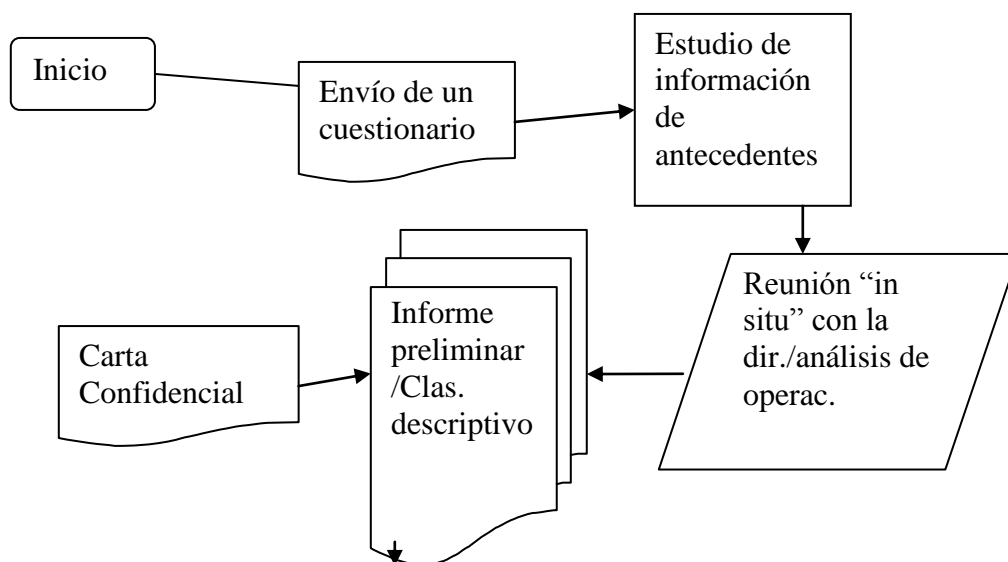 Inicio
Envío de un
cuestionario
Estudio de
información
de
antecedentes
Reunión “in
situ” con la
dir./análisis de
operac.
Informe
preliminar
/Clas.
descriptivo
Carta
Confidencial